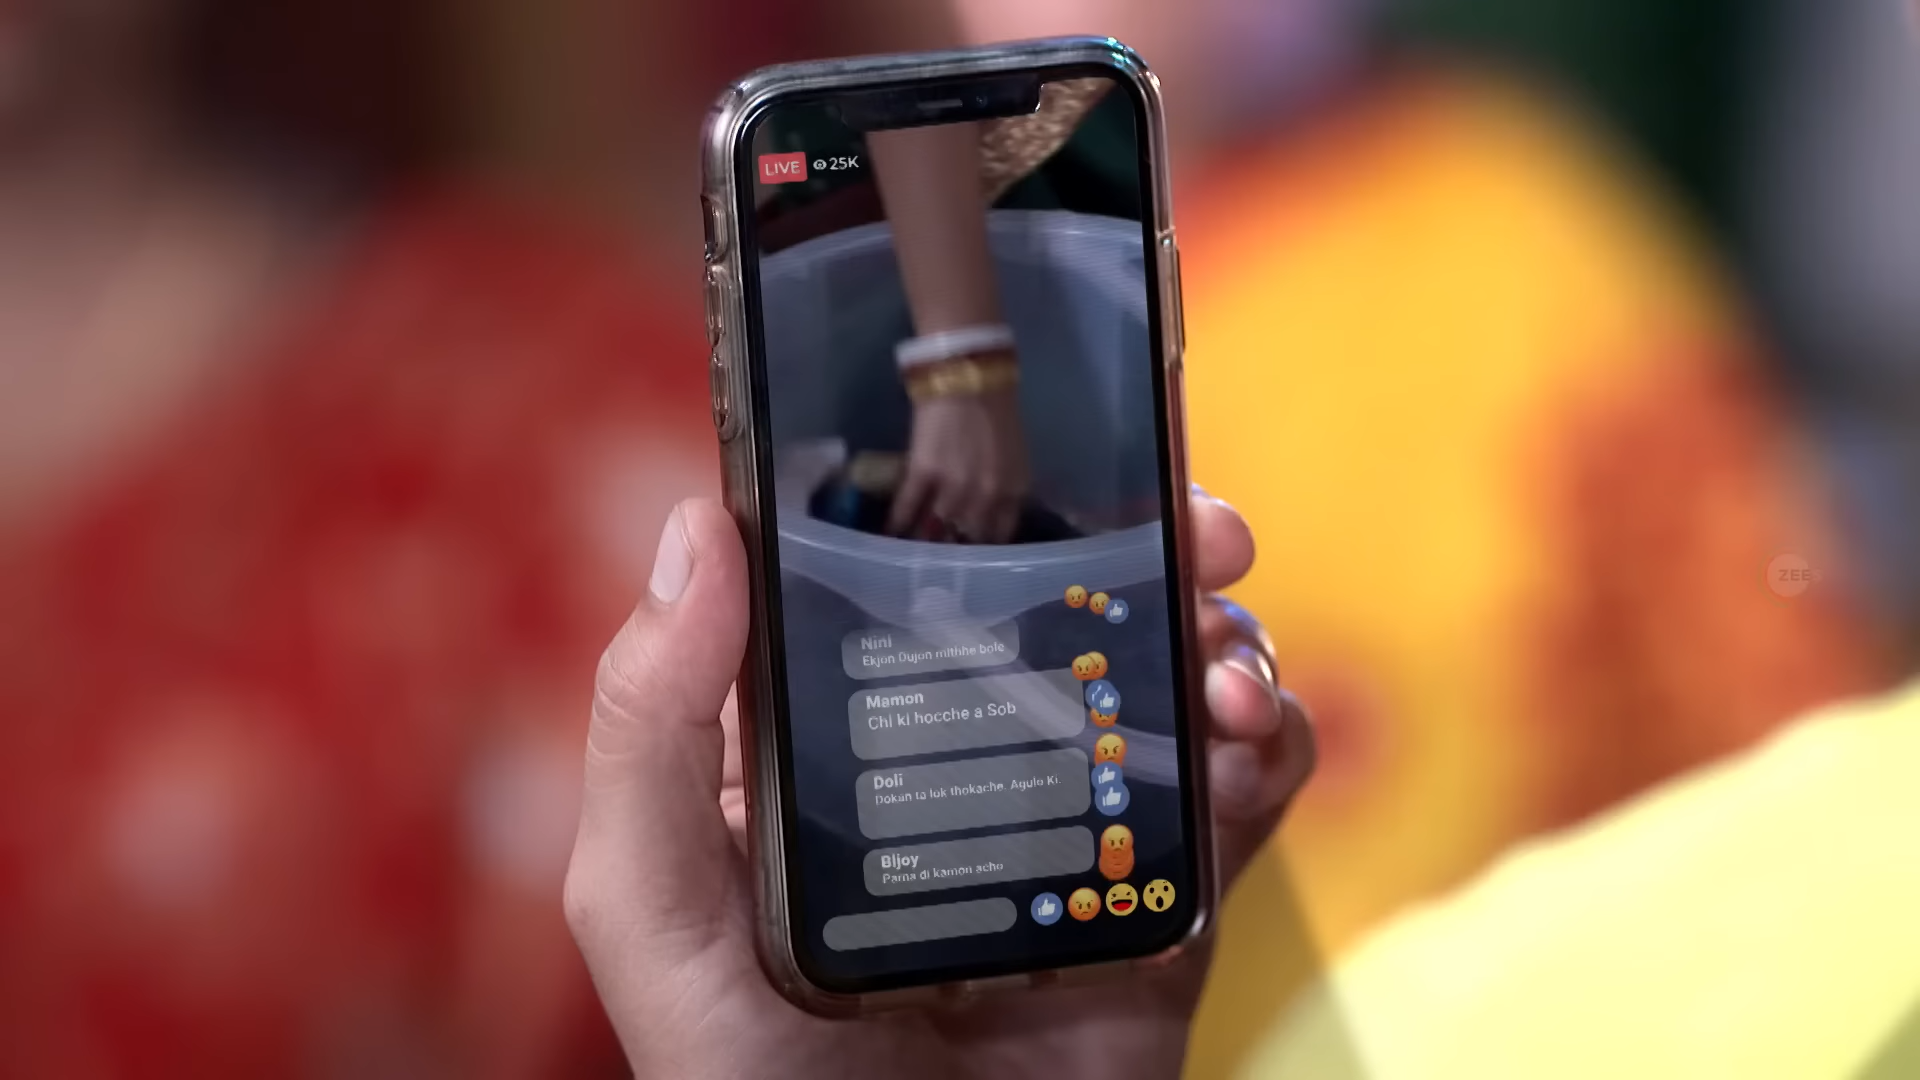 LIVE 25K
Nini
Ekjon Dujon mithhe bole
Mamon
Chi ki hocche a Sob
Doli
Dokan ta luk thokache. Agulo Ki.
Bijoy
Parna di kamon acho
ZEE5